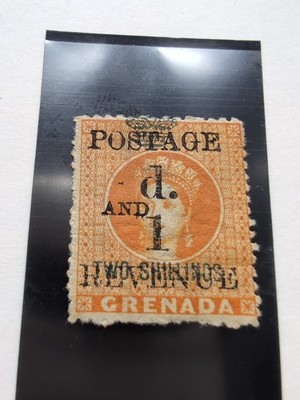 POSTAGE
d.
AND
1
TWO SHILLINGS
REVENUE
GRENADA